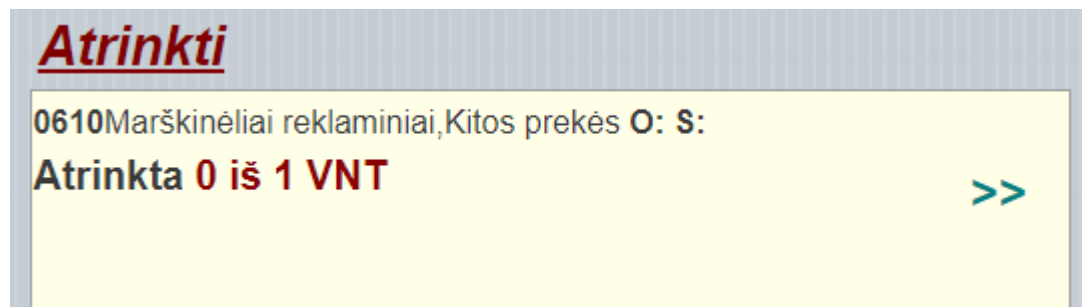 Atrinkti
0610Marškinėliai reklaminiai,Kitos prekės O: S:
Atrinkta 0 iš 1 VNT
>>